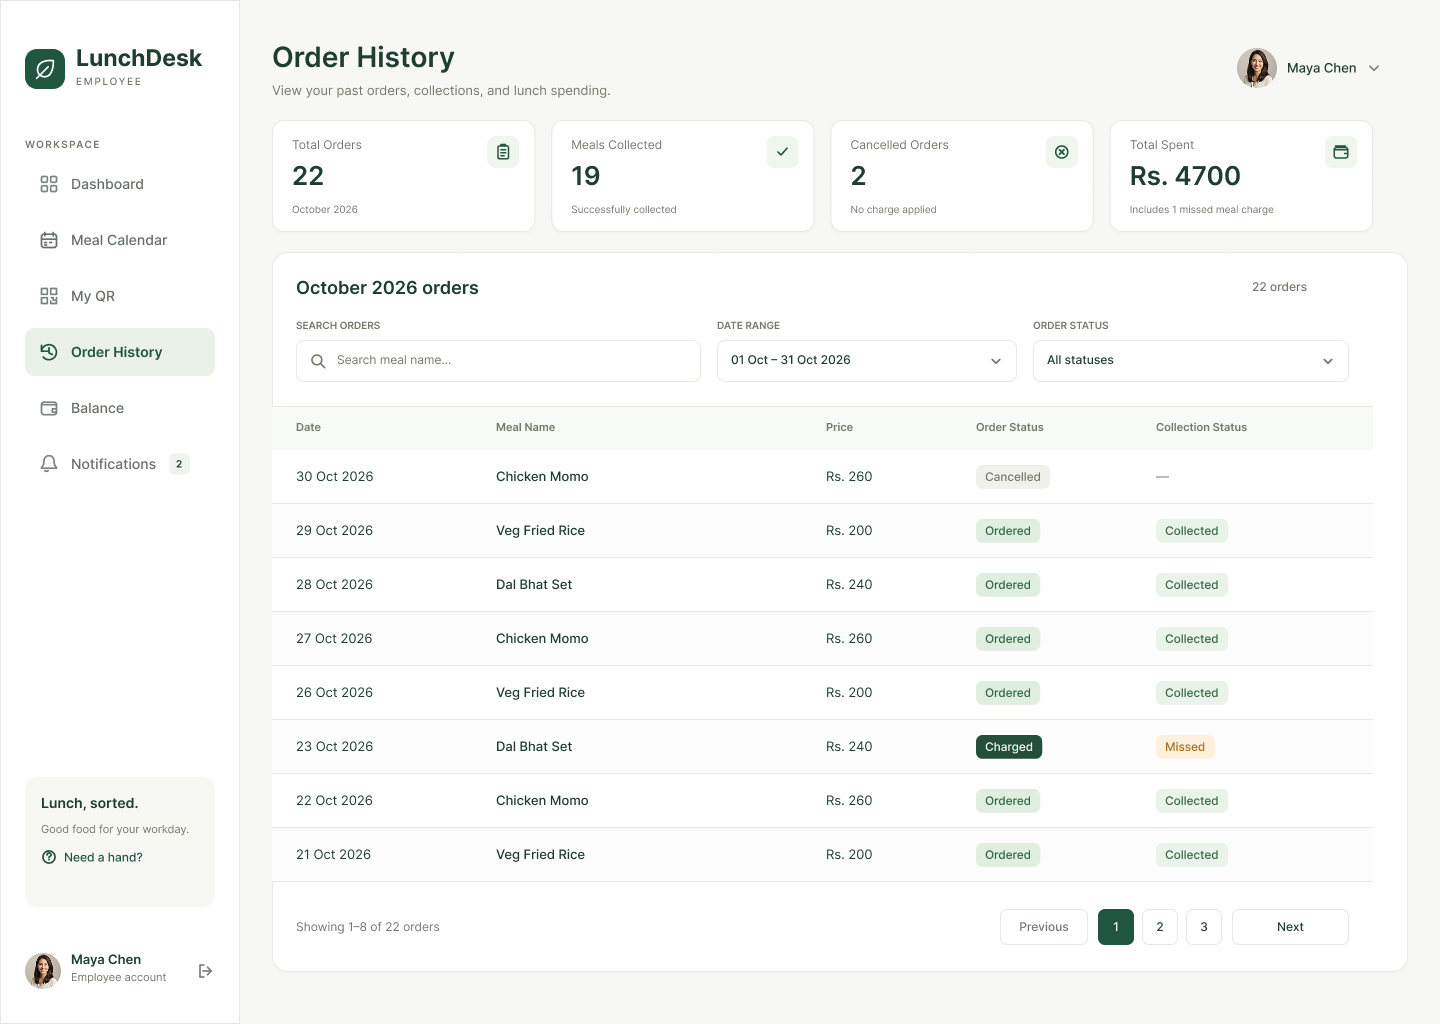 LunchDesk
EMPLOYEE
WORKSPACE
Dashboard
Meal Calendar
My QR
Order History
Balance
Notifications 2
Lunch, sorted.
Good food for your workday.
Need a hand?
Maya Chen
Employee account
Order History
View your past orders, collections, and lunch spending.
Maya Chen
Total Orders
22
October 2026
Meals Collected
19
Successfully collected
Cancelled Orders
2
No charge applied
Total Spent
Rs. 4700
Includes 1 missed meal charge
October 2026 orders
22 orders
SEARCH ORDERS
Search meal name...
DATE RANGE
01 Oct – 31 Oct 2026
ORDER STATUS
All statuses
Date Meal Name Price Order Status Collection Status
30 Oct 2026 Chicken Momo Rs. 260 Cancelled —
29 Oct 2026 Veg Fried Rice Rs. 200 Ordered Collected
28 Oct 2026 Dal Bhat Set Rs. 240 Ordered Collected
27 Oct 2026 Chicken Momo Rs. 260 Ordered Collected
26 Oct 2026 Veg Fried Rice Rs. 200 Ordered Collected
23 Oct 2026 Dal Bhat Set Rs. 240 Charged Missed
22 Oct 2026 Chicken Momo Rs. 260 Ordered Collected
21 Oct 2026 Veg Fried Rice Rs. 200 Ordered Collected
Showing 1–8 of 22 orders
Previous 1 2 3 Next